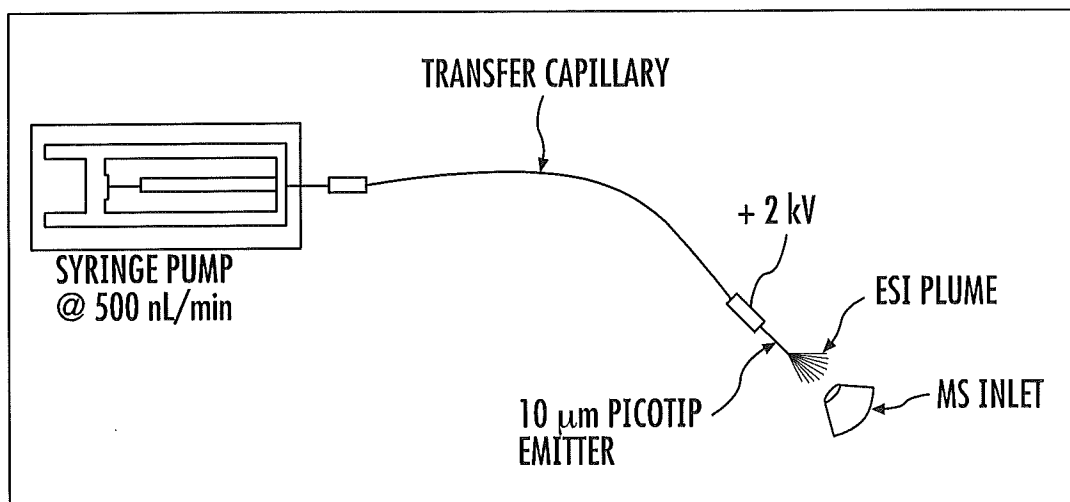 TRANSFER CAPILLARY
+ 2 kV
SYRINGE PUMP
@ 500 nL/min
ESI PLUME
10 μm PICOTIP
EMITTER
MS INLET